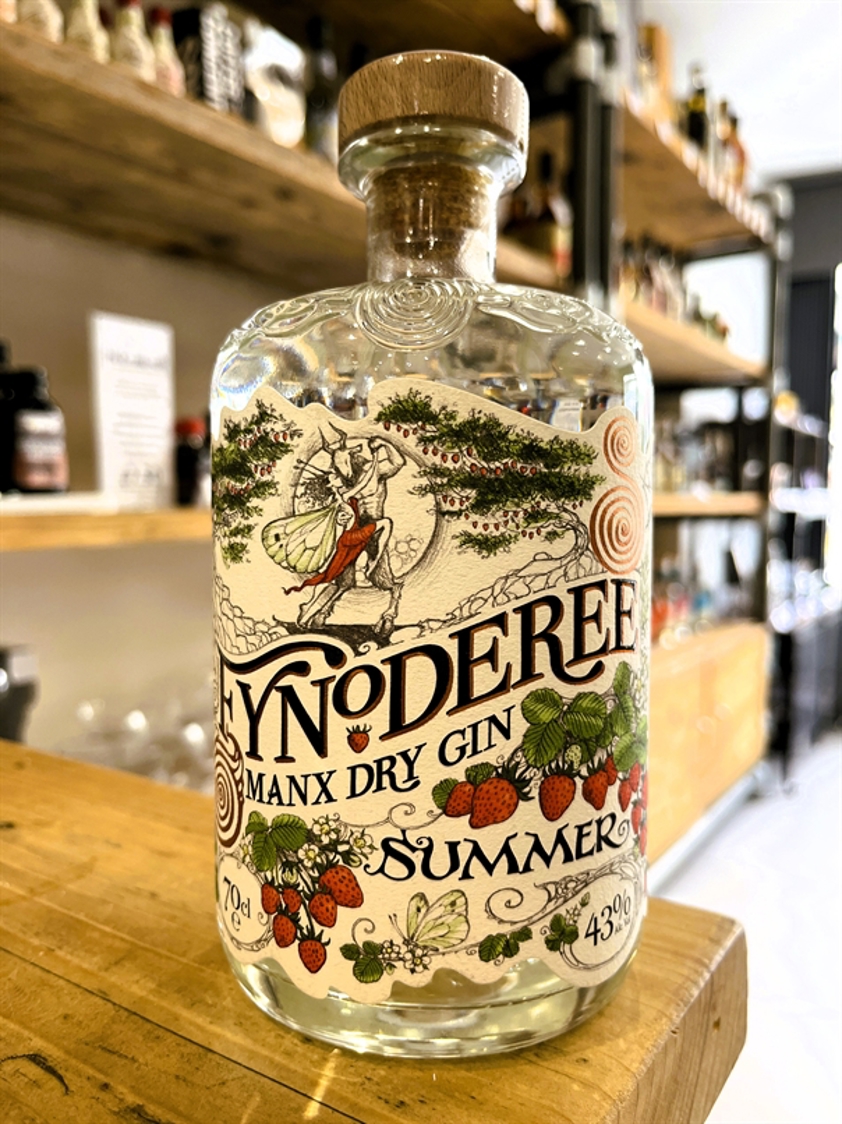 FYNODEREE
MANX DRY GIN
SUMMER
70cl
e
43%